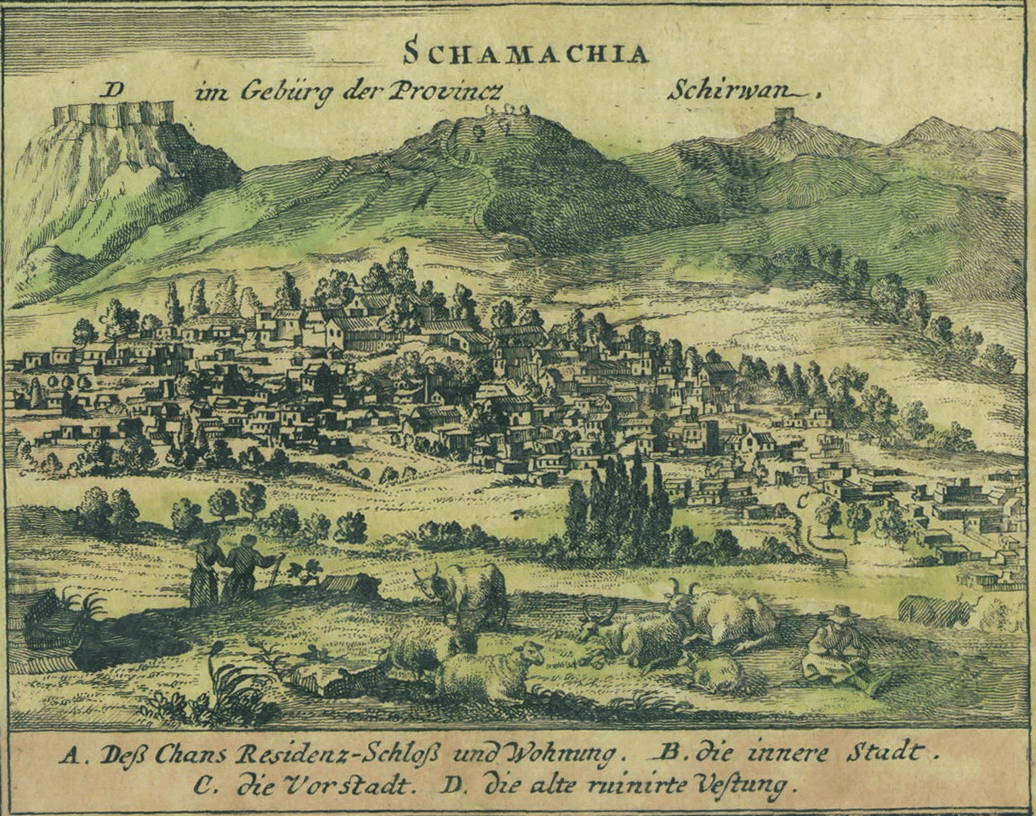 SCHAMACHIA
D im Gebürg der Provincz Schirwan.
C
A. Deß Chans Residenz-Schloß und Wohnung. B. die innere Stadt.
C. die Vorstadt. D. die alte ruinirte Vestung.